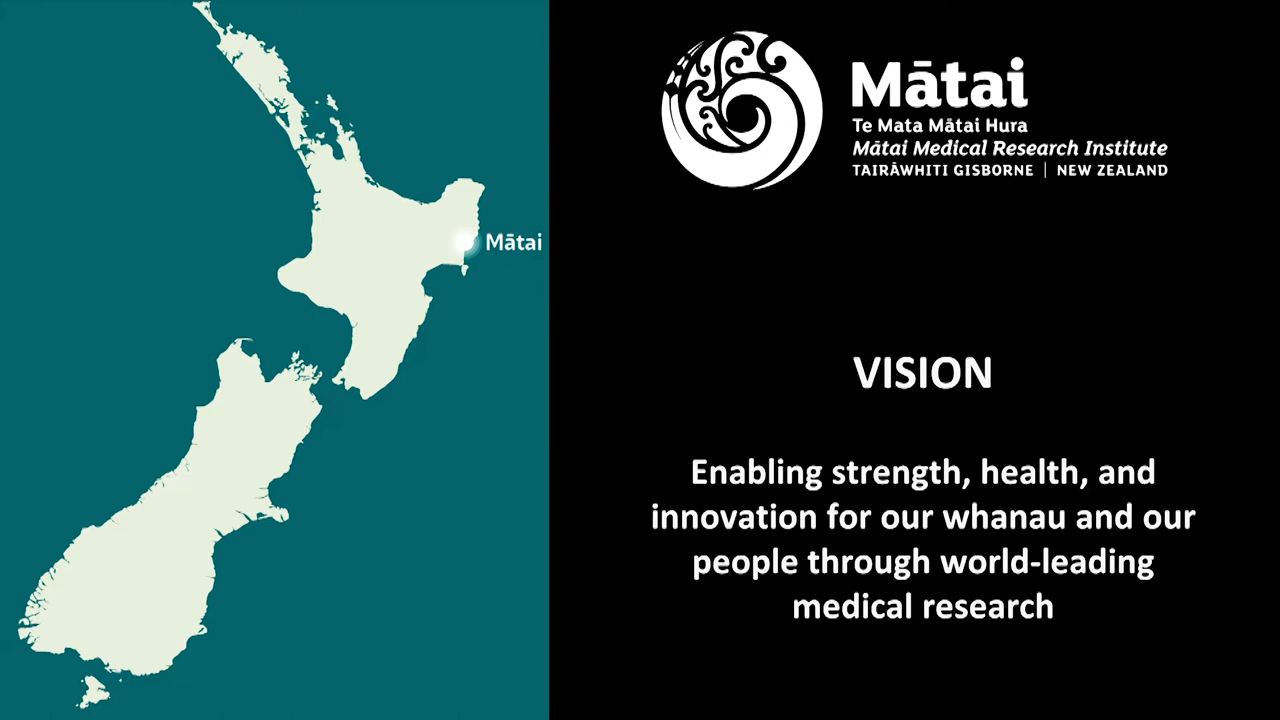 Mātai
Mātai
Te Mata Mātai Hura
Mātai Medical Research Institute
TAIRĀWHITI GISBORNE | NEW ZEALAND
VISION
Enabling strength, health, and
innovation for our whanau and our
people through world-leading
medical research